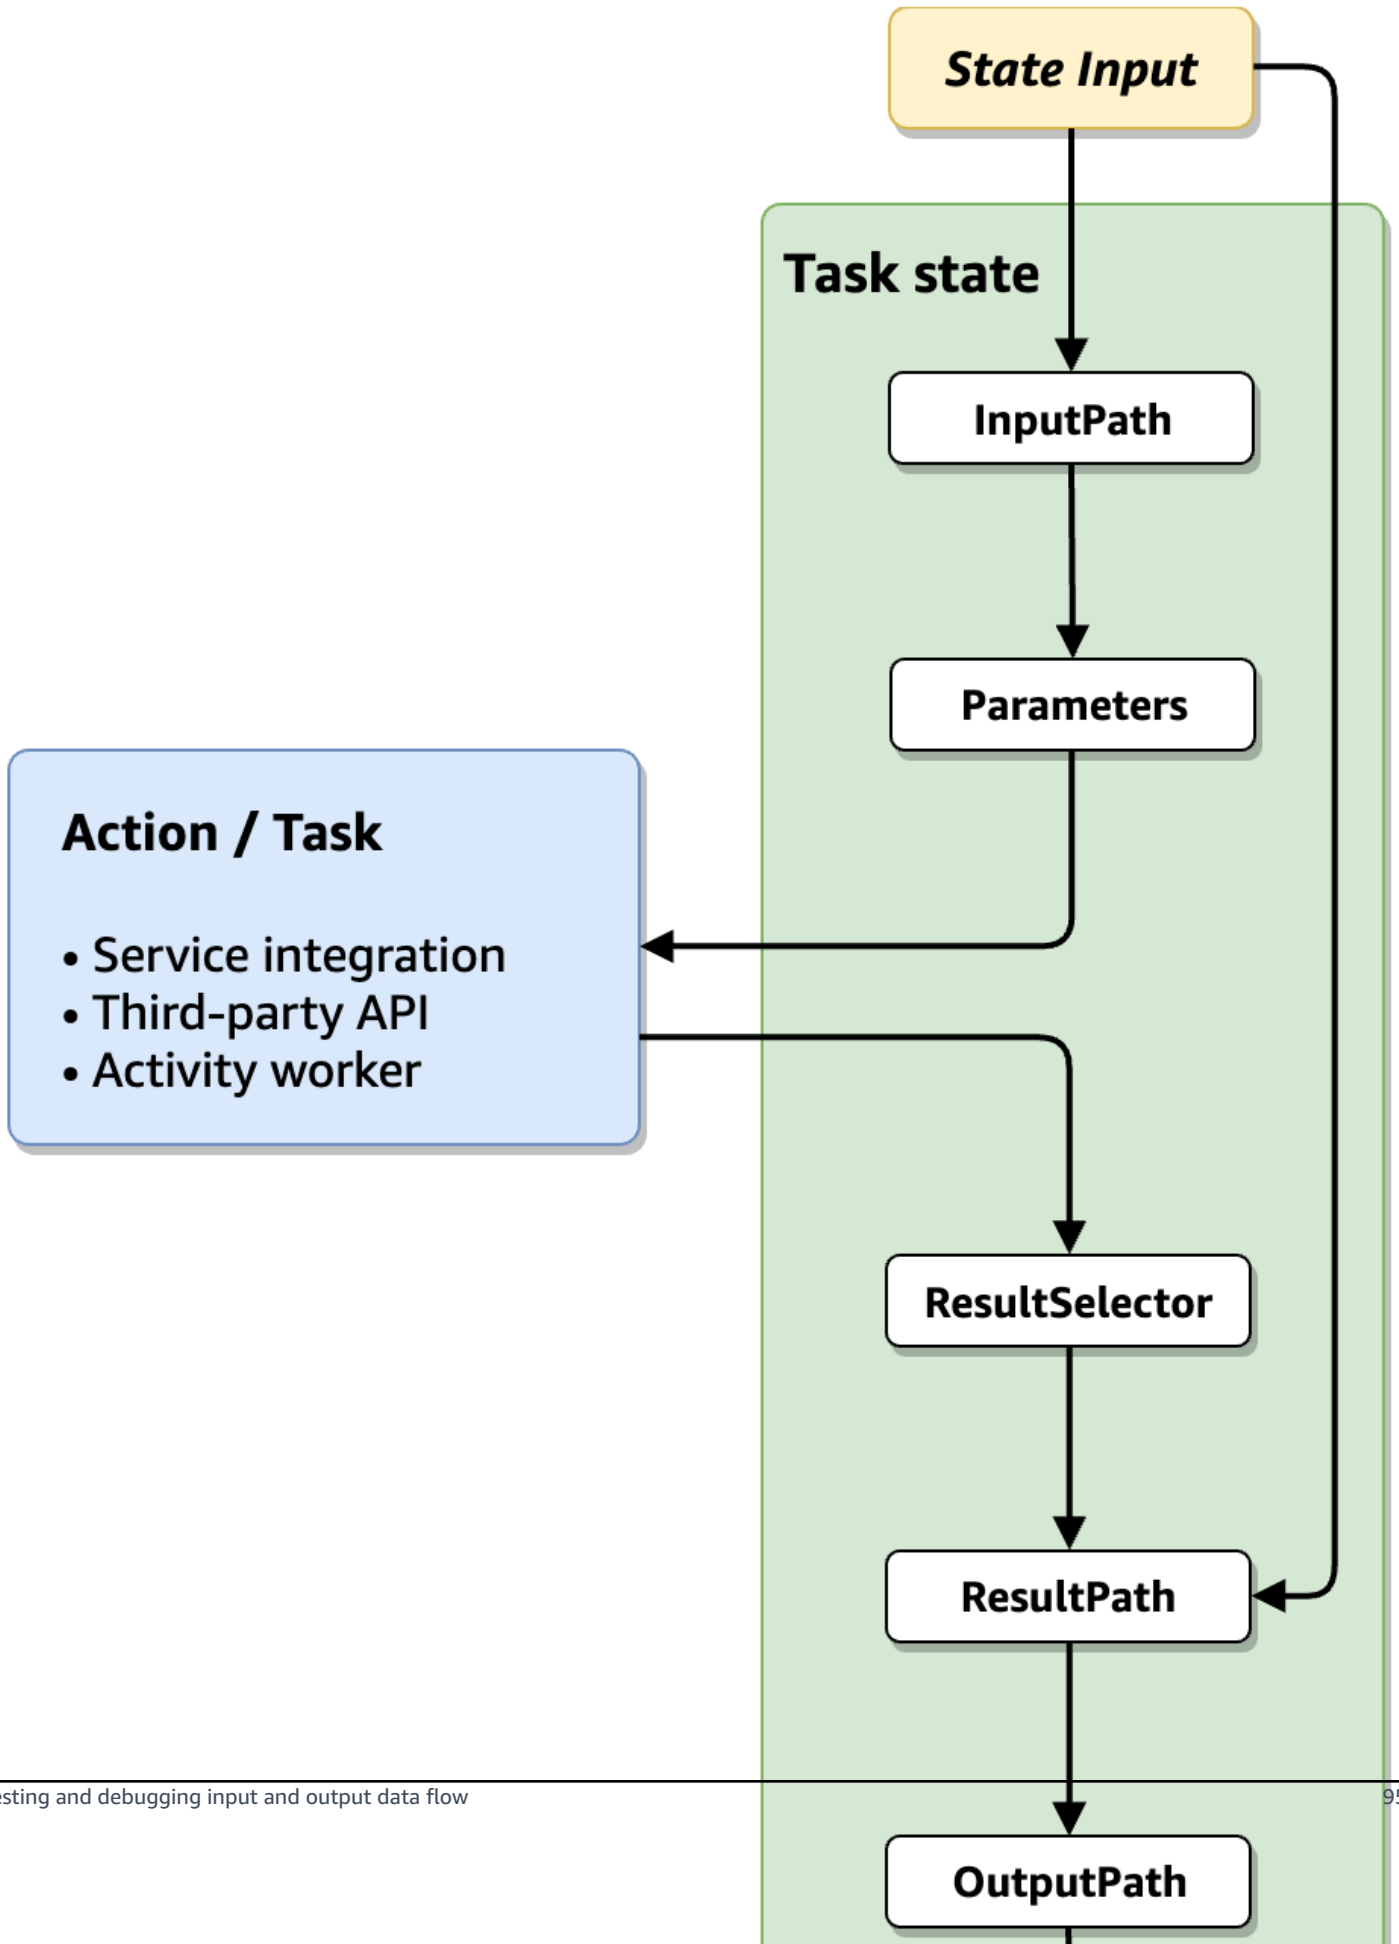 State Input
Task state
InputPath
Parameters
Action / Task
• Service integration
• Third-party API
• Activity worker
ResultSelector
ResultPath
and debugging input and output data flow
OutputPath